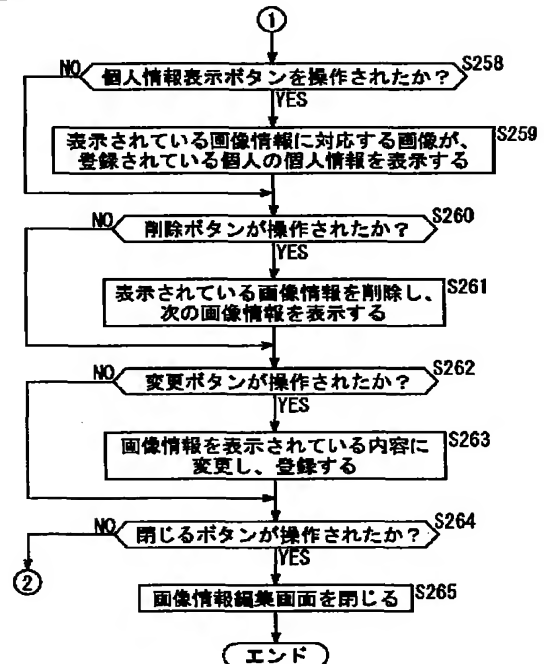 ①
NO 個人情報表示ボタンを操作されたか? S258
YES
表示されている画像情報に対応する画像が、 S259
登録されている個人の個人情報を表示する
NO 削除ボタンが操作されたか? S260
YES
表示されている画像情報を削除し、 S261
次の画像情報を表示する
NO 変更ボタンが操作されたか? S262
YES
画像情報を表示されている内容に S263
変更し、登録する
NO 閉じるボタンが操作されたか? S264
② YES
画像情報編集画面を閉じる S265
エンド